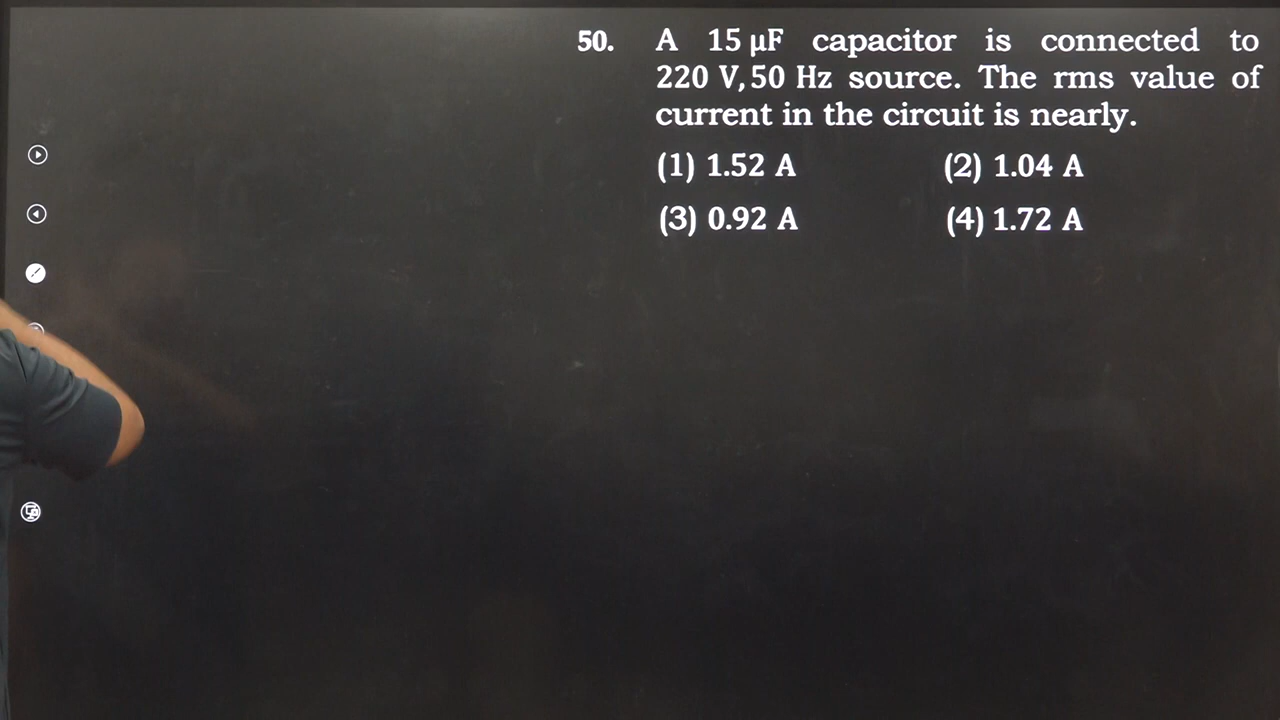 50. A 15 μF capacitor is connected to
220 V, 50 Hz source. The rms value of
current in the circuit is nearly.
(1) 1.52 A (2) 1.04 A
(3) 0.92 A (4) 1.72 A